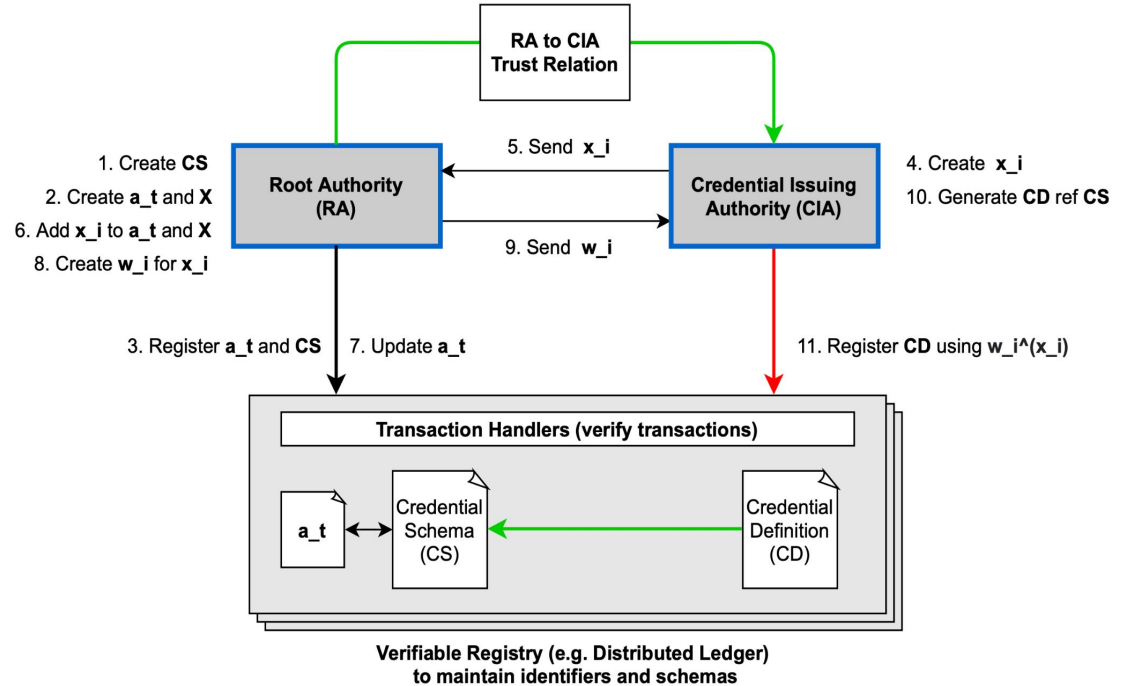 RA to CIA
Trust Relation
1. Create CS
2. Create a_t and X
6. Add x_i to a_t and X
8. Create w_i for x_i
Root Authority
(RA)
5. Send x_i
9. Send w_i
Credential Issuing
Authority (CIA)
4. Create x_i
10. Generate CD ref CS
3. Register a_t and CS
7. Update a_t
11. Register CD using w_i^(x_i)
Transaction Handlers (verify transactions)
a_t
Credential
Schema
(CS)
Credential
Definition
(CD)
Verifiable Registry (e.g. Distributed Ledger)
to maintain identifiers and schemas